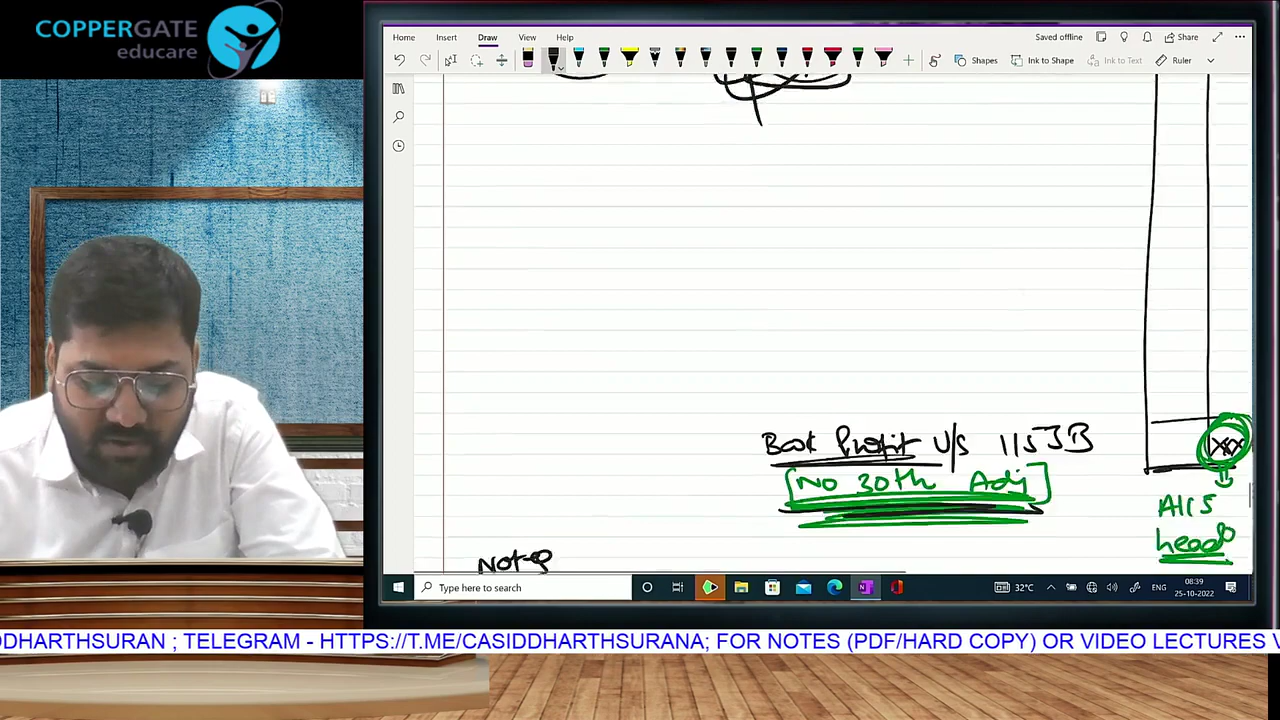 COPPERGATE
educare
Home Insert Draw View Help
Saved offline
Share
Shapes
Ink to Shape
Ink to Text
Ruler
Book Profit u/s 115JB
[No 30th Adj]
XXX
All 5
heads
Note
Type here to search
32°C
ENG
08:39
25-10-2022
DDHARTHSURAN ; TELEGRAM - HTTPS://T.ME/CASIDDHARTHSURANA; FOR NOTES (PDF/HARD COPY) OR VIDEO LECTURES V